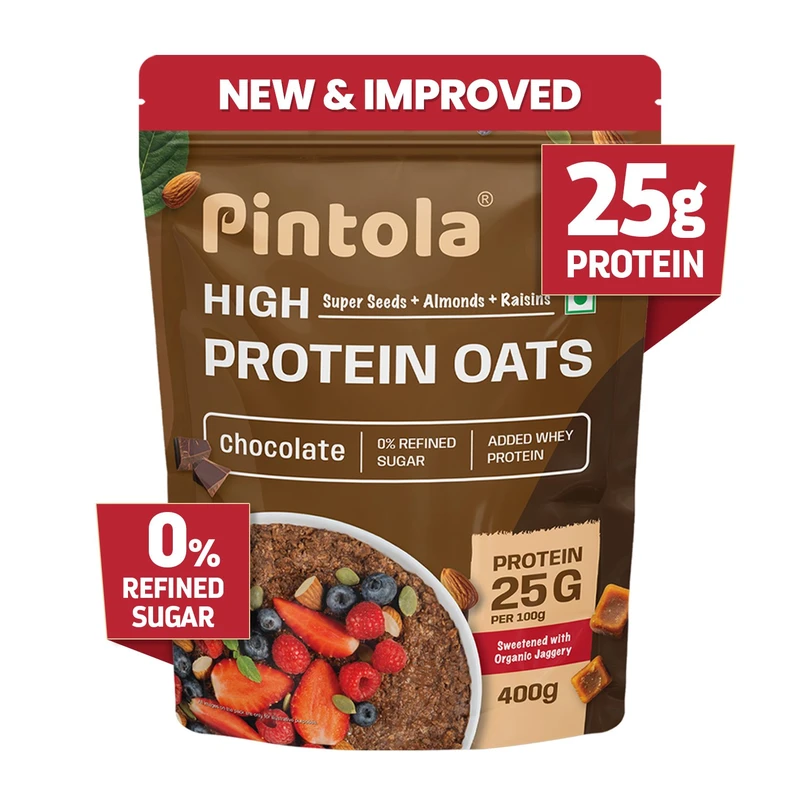 NEW & IMPROVED
Pintola®
25g
PROTEIN
HIGH Super Seeds + Almonds + Raisins
PROTEIN OATS
Chocolate
0% REFINED
SUGAR
ADDED WHEY
PROTEIN
0%
REFINED
SUGAR
PROTEIN
25G
PER 100g
Sweetened with
Organic Jaggery
400g